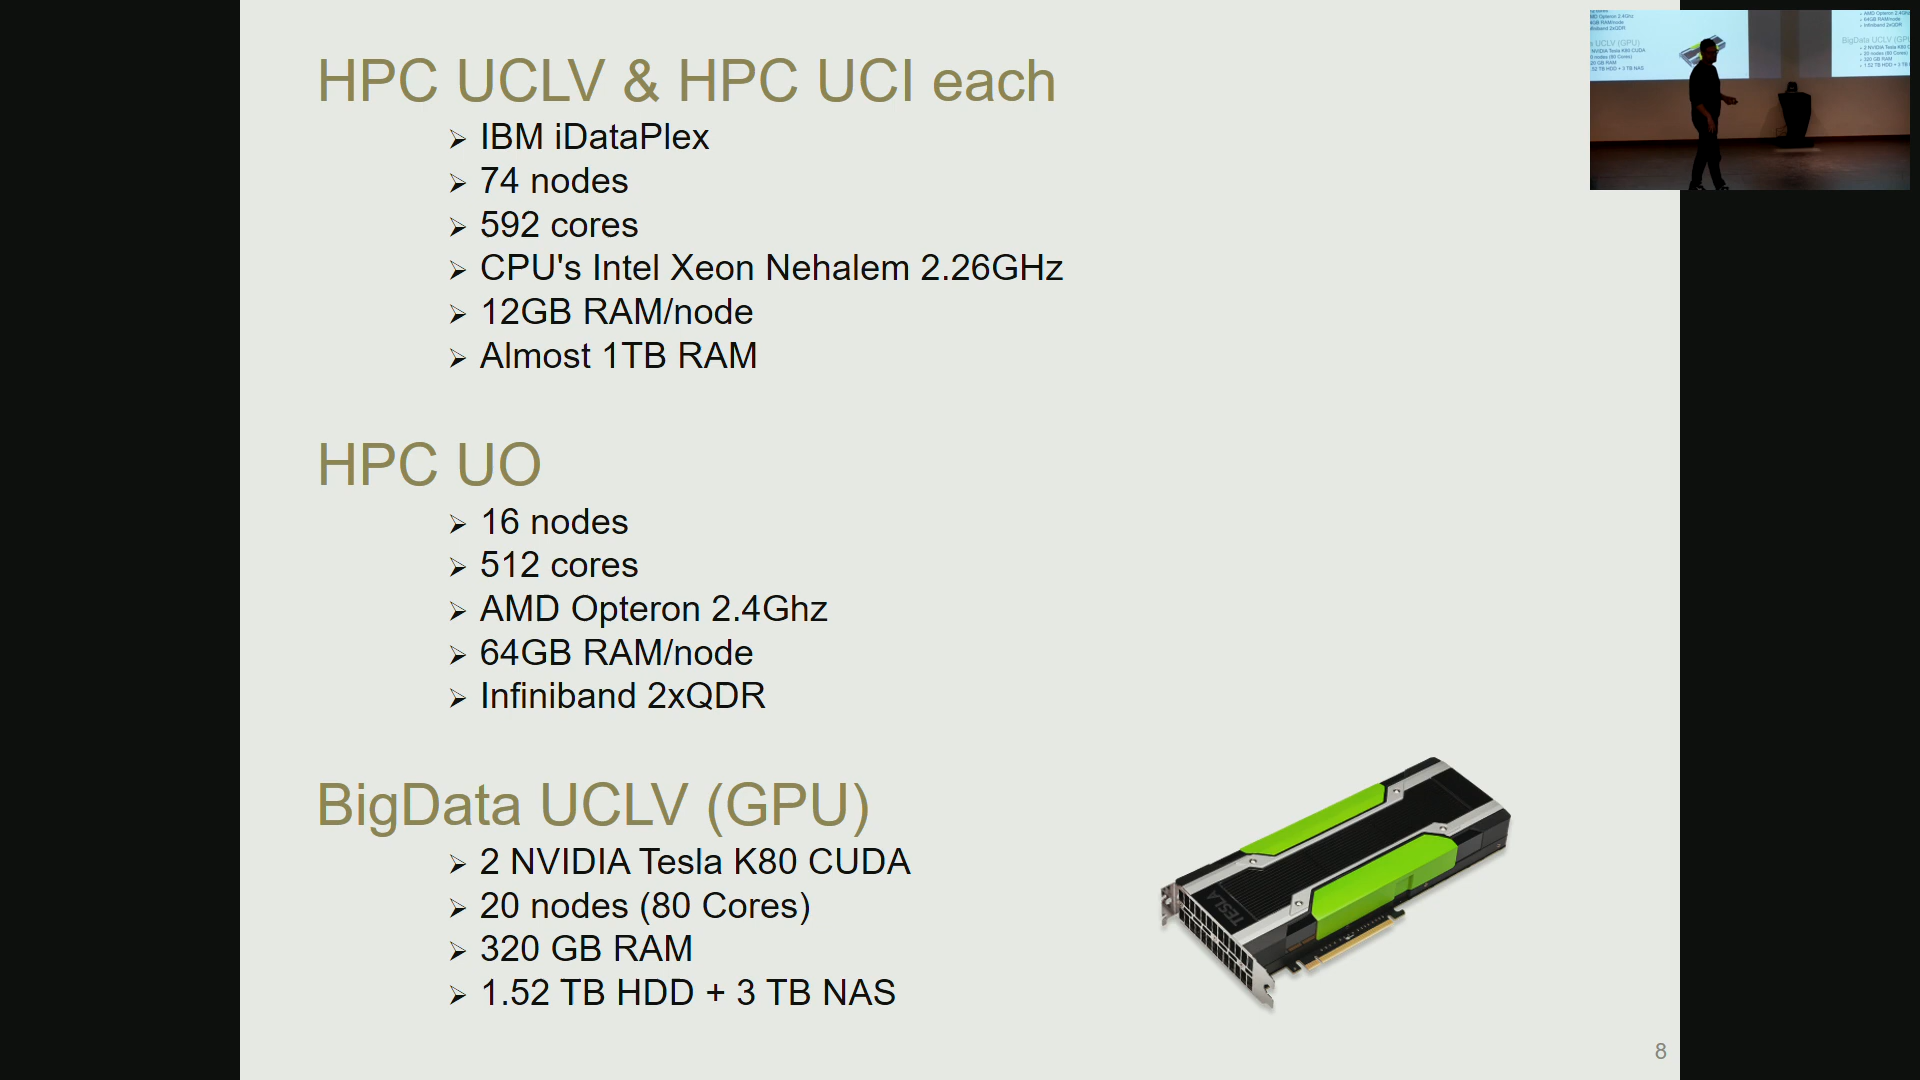 HPC UCLV & HPC UCI each
IBM iDataPlex
74 nodes
592 cores
CPU's Intel Xeon Nehalem 2.26GHz
12GB RAM/node
Almost 1TB RAM
HPC UO
16 nodes
512 cores
AMD Opteron 2.4Ghz
64GB RAM/node
Infiniband 2xQDR
BigData UCLV (GPU)
2 NVIDIA Tesla K80 CUDA
20 nodes (80 Cores)
320 GB RAM
1.52 TB HDD + 3 TB NAS
TESLA
8